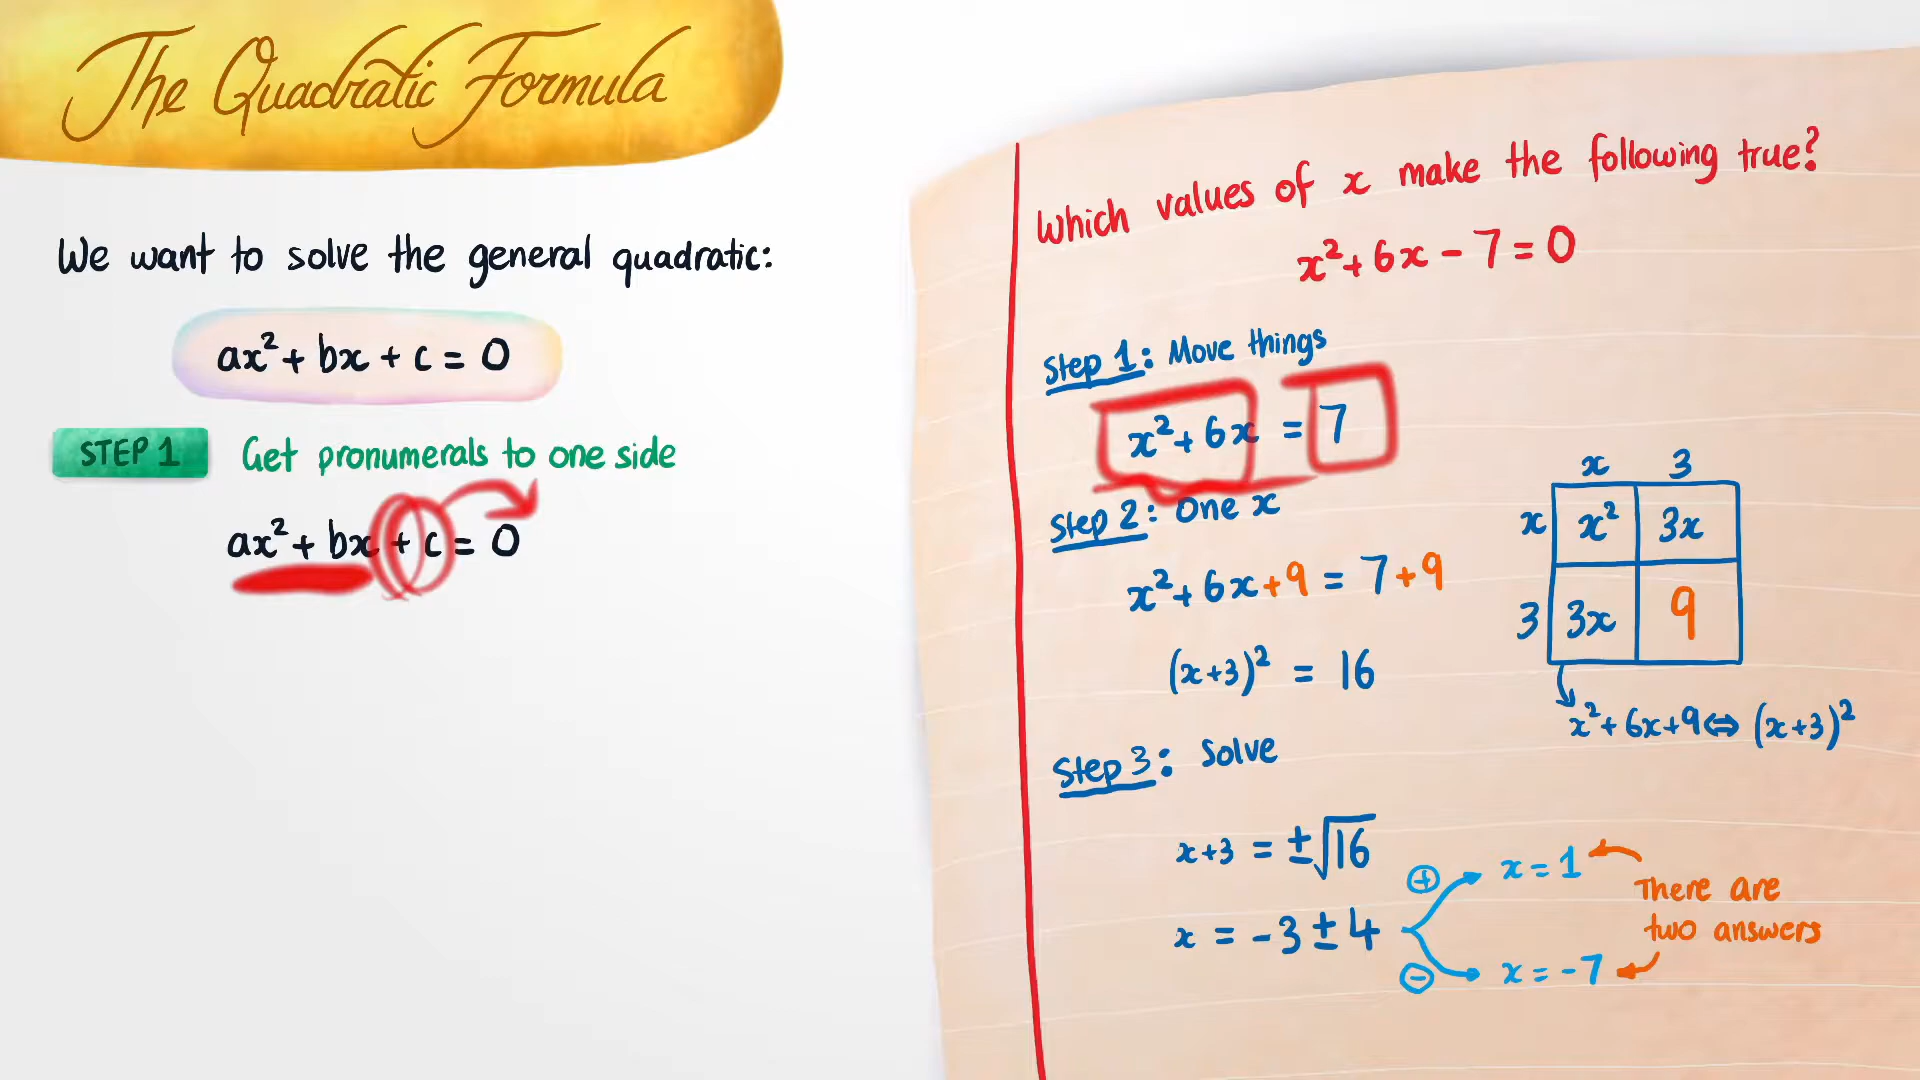 The Quadratic Formula
We want to solve the general quadratic:
ax² + bx + c = 0
STEP 1 Get pronumerals to one side
ax² + bx + c = 0
Which values of x make the following true?
x² + 6x - 7 = 0
Step 1: Move things
x² + 6x = 7
Step 2: One x
x² + 6x + 9 = 7 + 9
(x+3)² = 16
x 3
x x² 3x
3 3x 9
x² + 6x + 9 ⇔ (x+3)²
Step 3: Solve
x+3 = ±√16
x = -3 ± 4
+ x = 1
- x = -7
There are
two answers